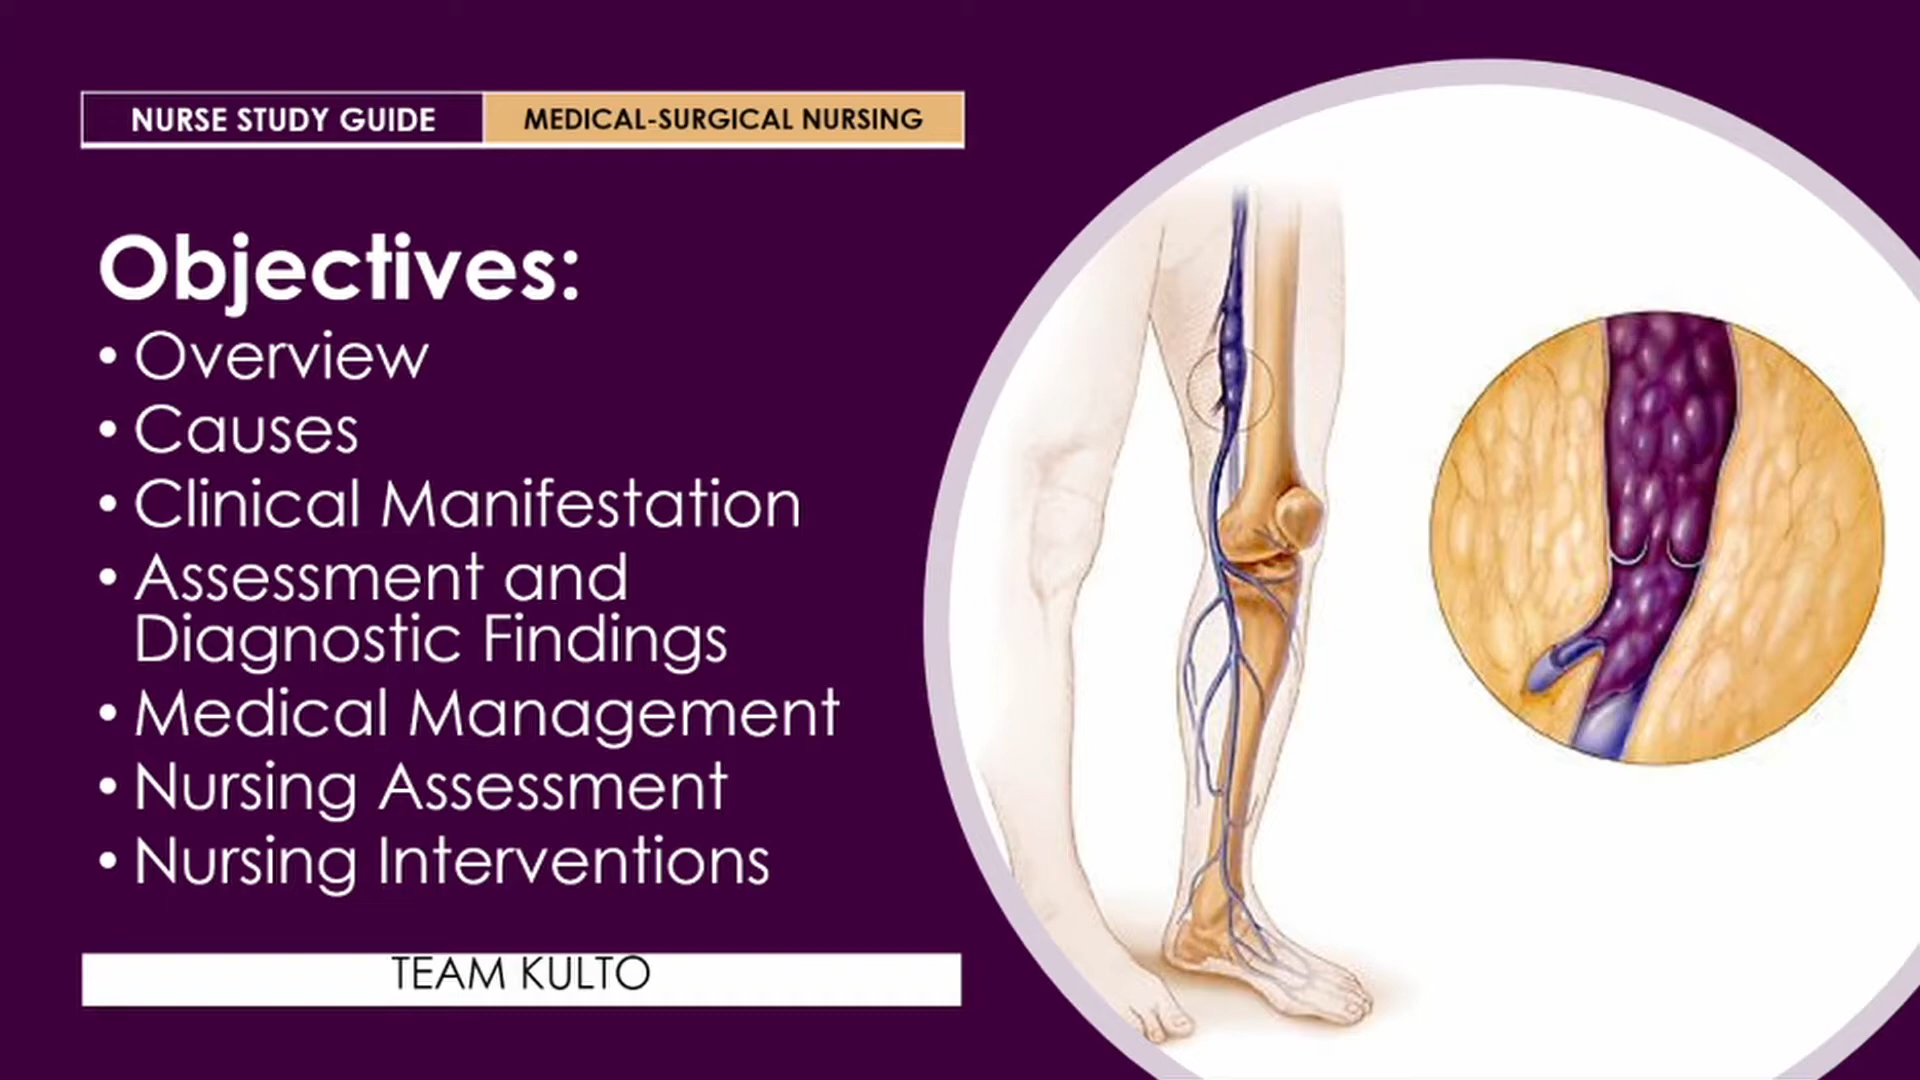 NURSE STUDY GUIDE
MEDICAL-SURGICAL NURSING
Objectives:
• Overview
• Causes
• Clinical Manifestation
• Assessment and
Diagnostic Findings
• Medical Management
• Nursing Assessment
• Nursing Interventions
TEAM KULTO